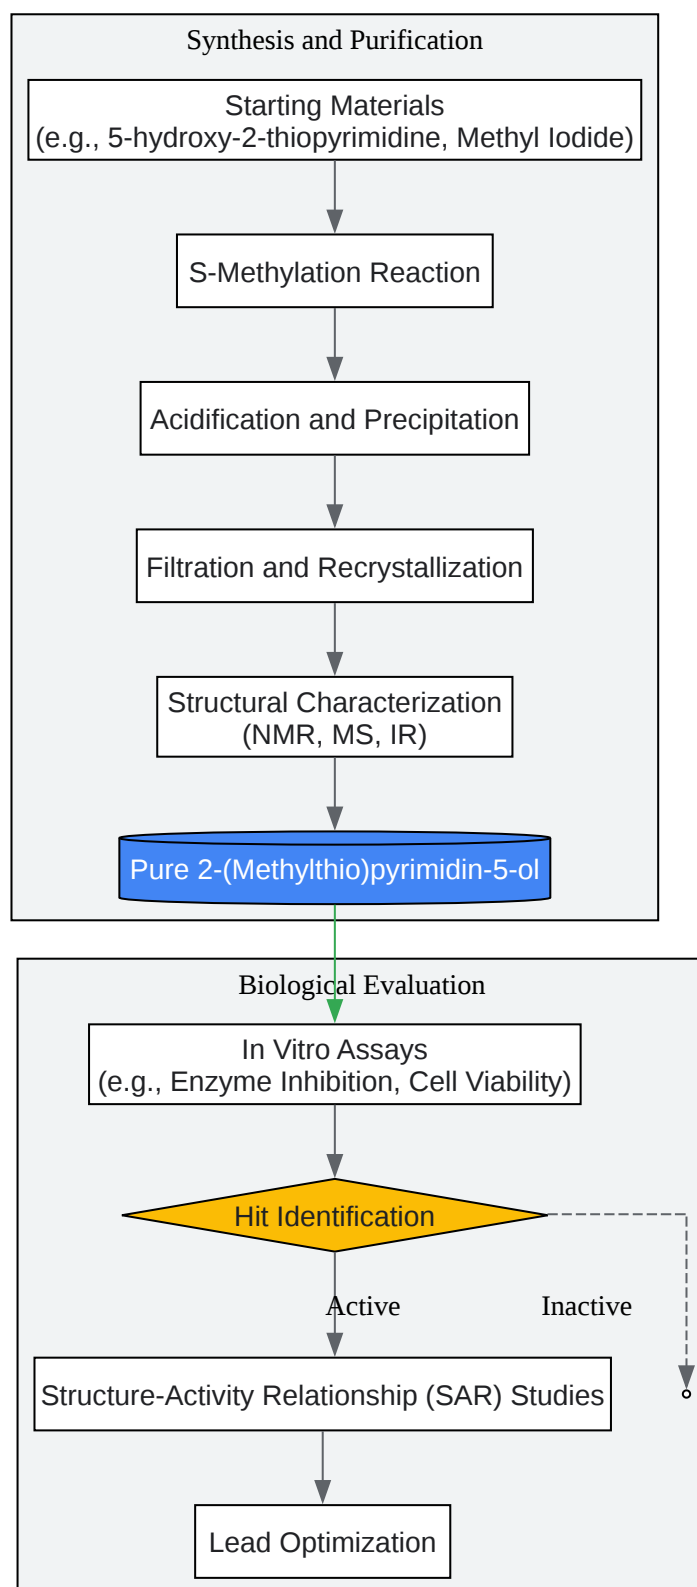 Synthesis and Purification
Starting Materials
(e.g., 5-hydroxy-2-thiopyrimidine, Methyl Iodide)
S-Methylation Reaction
Acidification and Precipitation
Filtration and Recrystallization
Structural Characterization
(NMR, MS, IR)
Pure 2-(Methylthio)pyrimidin-5-ol
Biological Evaluation
In Vitro Assays
(e.g., Enzyme Inhibition, Cell Viability)
Hit Identification
Active
Inactive
Structure-Activity Relationship (SAR) Studies
Lead Optimization